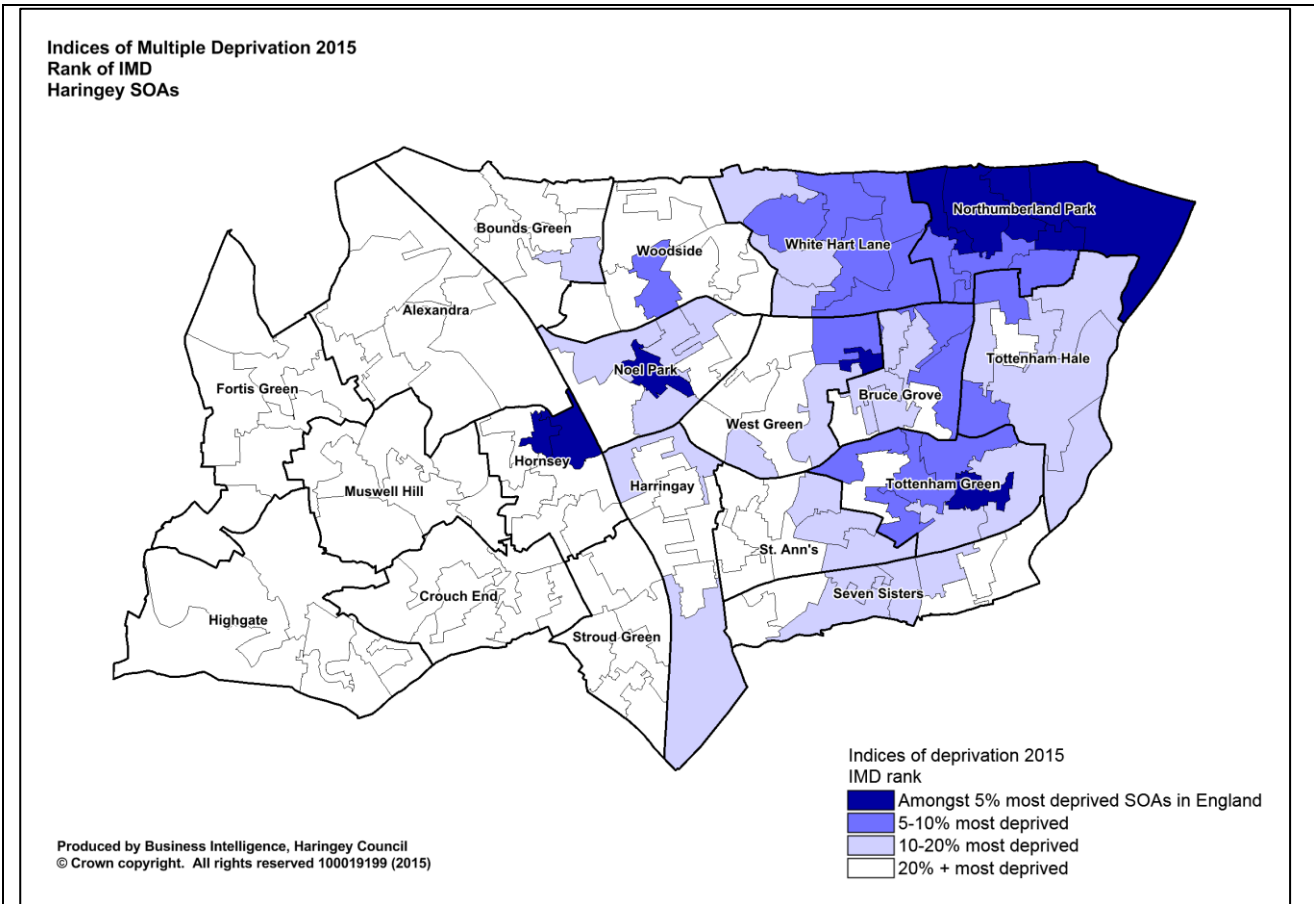 Indices of Multiple Deprivation 2015
Rank of IMD
Haringey SOAs
Northumberland Park
Bounds Green
White Hart Lane
Woodside
Alexandra
Tottenham Hale
Noel Park
Fortis Green
Bruce Grove
West Green
Hornsey
Tottenham Green
Harringay
Muswell Hill
St. Ann's
Seven Sisters
Crouch End
Highgate
Stroud Green
Indices of deprivation 2015
IMD rank
Amongst 5% most deprived SOAs in England
5-10% most deprived
10-20% most deprived
20% + most deprived
Produced by Business Intelligence, Haringey Council
© Crown copyright. All rights reserved 100019199 (2015)